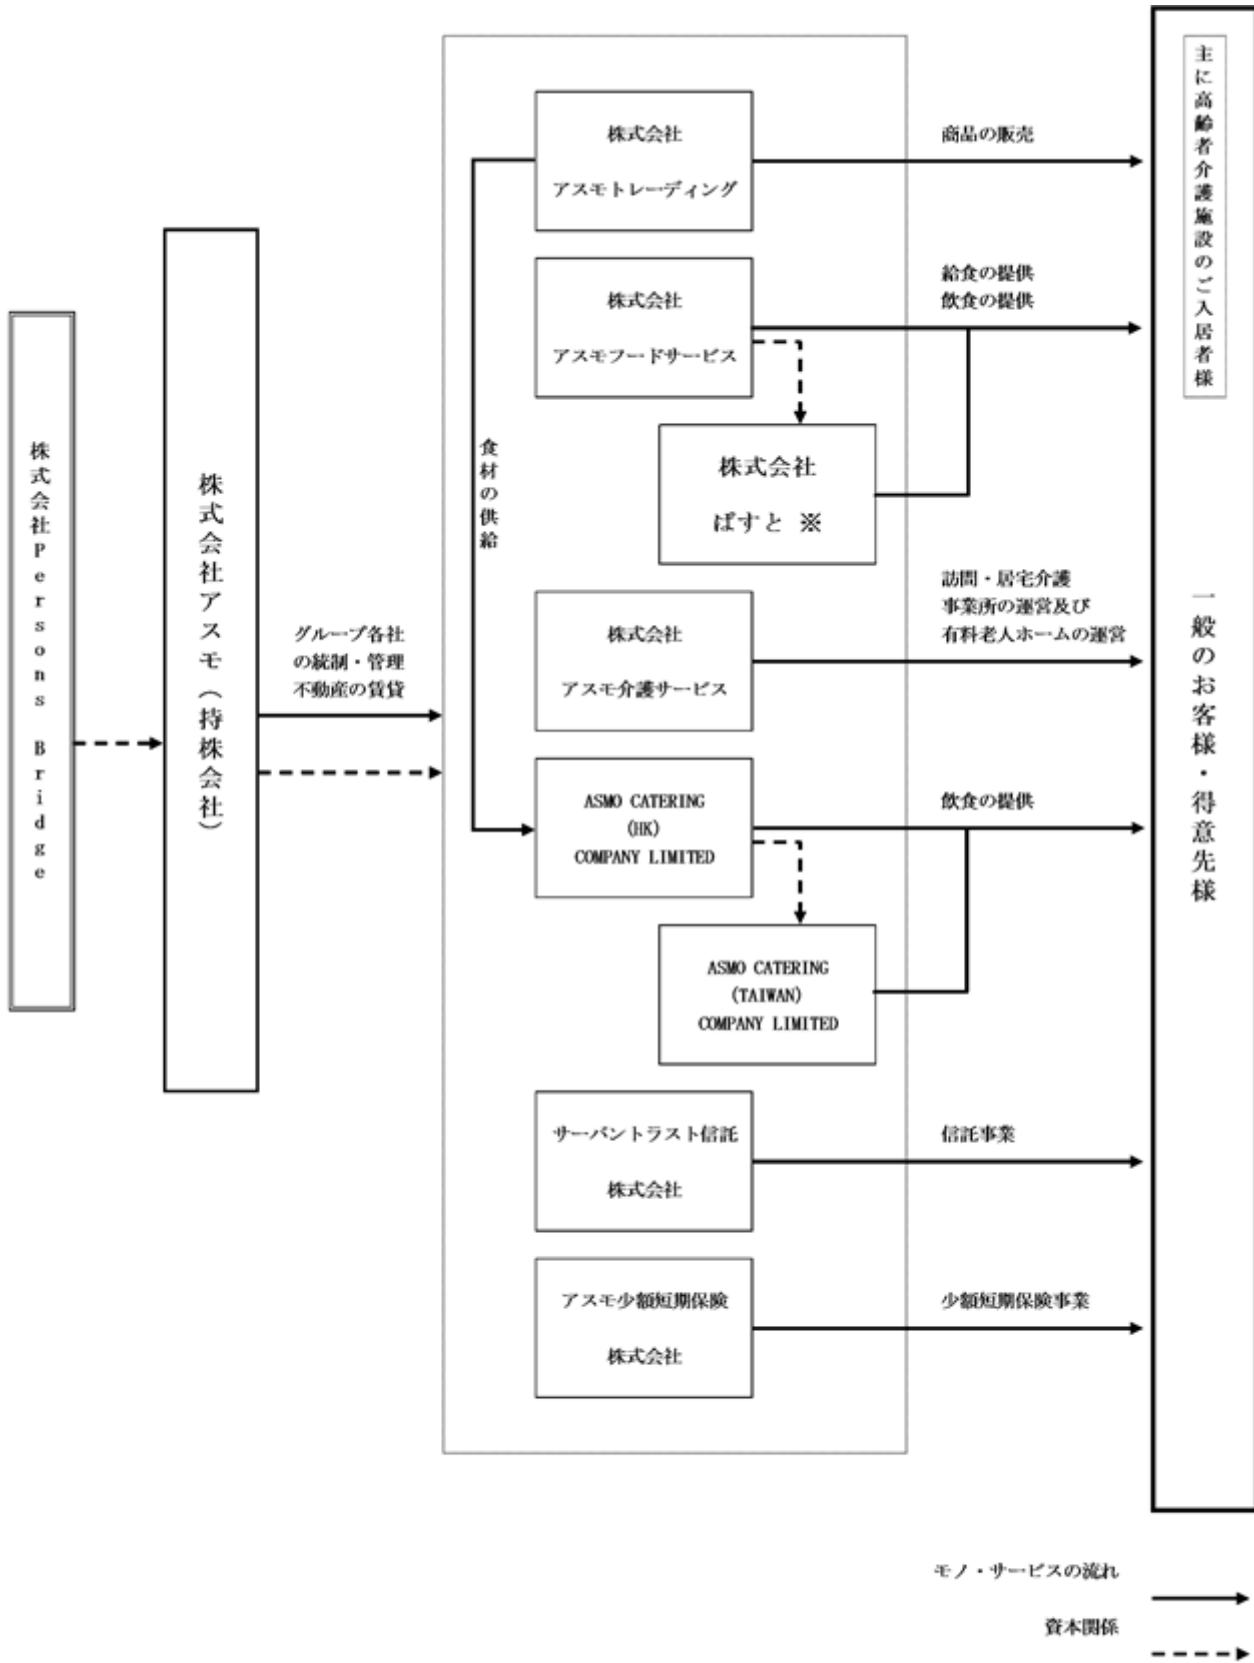 株式会社Persons Bridge
株式会社アスモ（持株会社）
グループ各社
の統制・管理
不動産の賃貸
食材の供給
株式会社
アスモトレーディング
商品の販売
株式会社
アスモフードサービス
給食の提供
飲食の提供
株式会社
ぱすと ※
株式会社
アスモ介護サービス
訪問・居宅介護
事業所の運営及び
有料老人ホームの運営
ASMO CATERING
(HK)
COMPANY LIMITED
飲食の提供
ASMO CATERING
(TAIWAN)
COMPANY LIMITED
サーバントラスト信託
株式会社
信託事業
アスモ少額短期保険
株式会社
少額短期保険事業
主に高齢者介護施設のご入居者様
一般のお客様・得意先様
モノ・サービスの流れ
資本関係